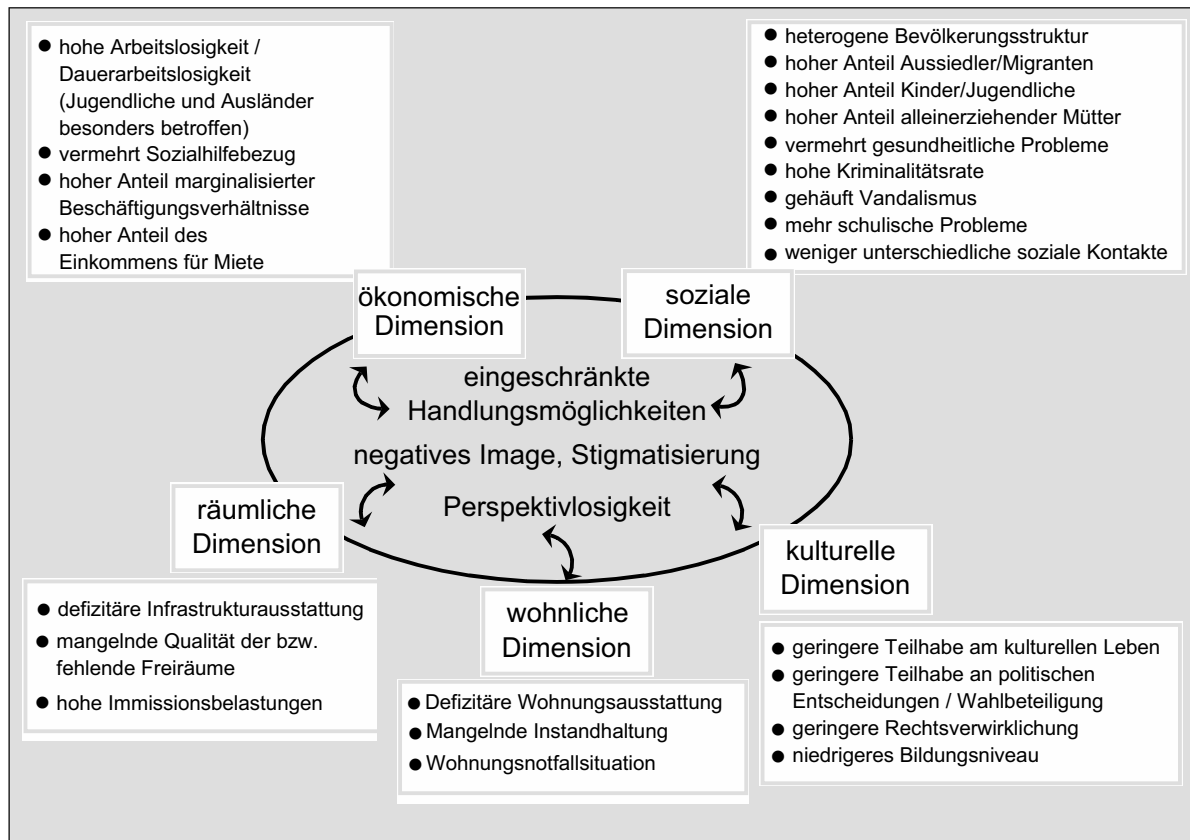 ● hohe Arbeitslosigkeit /
Dauerarbeitslosigkeit
(Jugendliche und Ausländer
besonders betroffen)
● vermehrt Sozialhilfebezug
● hoher Anteil marginalisierter
Beschäftigungsverhältnisse
● hoher Anteil des
Einkommens für Miete
● heterogene Bevölkerungsstruktur
● hoher Anteil Aussiedler/Migranten
● hoher Anteil Kinder/Jugendliche
● hoher Anteil alleinerziehender Mütter
● vermehrt gesundheitliche Probleme
● hohe Kriminalitätsrate
● gehäuft Vandalismus
● mehr schulische Probleme
● weniger unterschiedliche soziale Kontakte
ökonomische
Dimension
soziale
Dimension
eingeschränkte
Handlungsmöglichkeiten
negatives Image, Stigmatisierung
Perspektivlosigkeit
räumliche
Dimension
● defizitäre Infrastrukturausstattung
● mangelnde Qualität der bzw.
fehlende Freiräume
● hohe Immissionsbelastungen
wohnliche
Dimension
● Defizitäre Wohnungsausstattung
● Mangelnde Instandhaltung
● Wohnungsnotfallsituation
kulturelle
Dimension
● geringere Teilhabe am kulturellen Leben
● geringere Teilhabe an politischen
Entscheidungen / Wahlbeteiligung
● geringere Rechtsverwirklichung
● niedrigeres Bildungsniveau